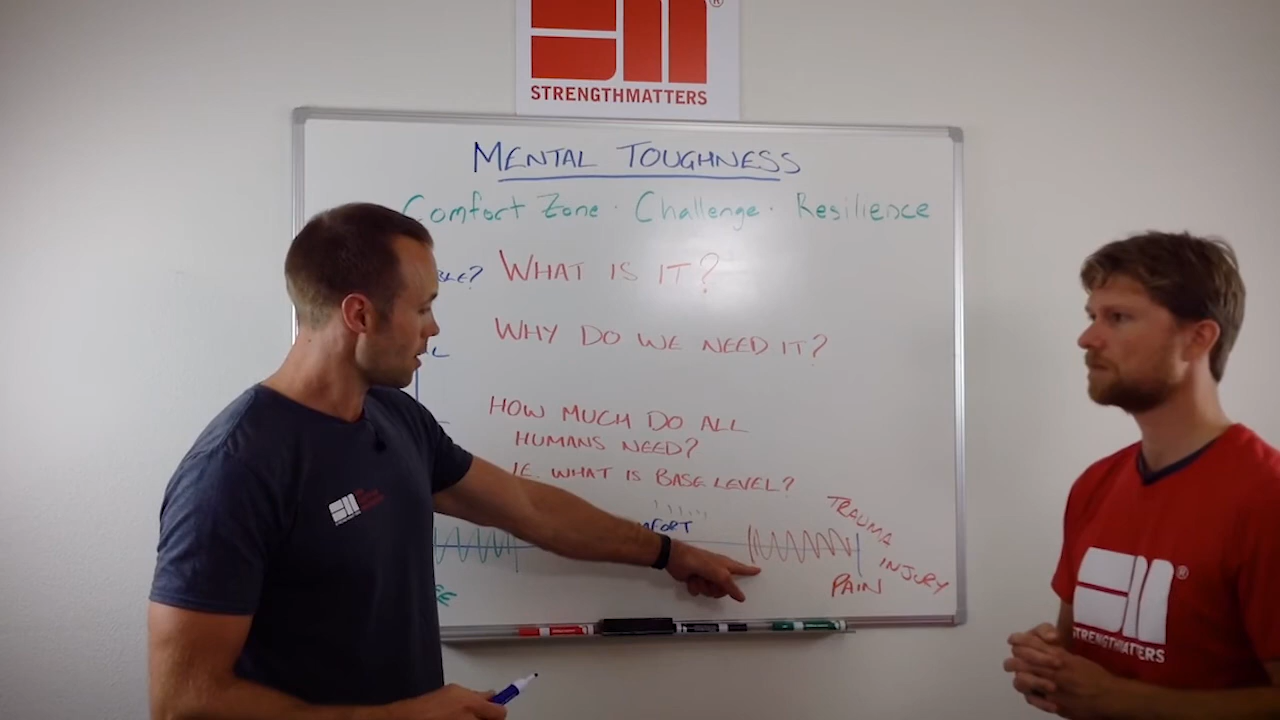 STRENGTHMATTERS
MENTAL TOUGHNESS
Comfort Zone · Challenge · Resilience
WHAT IS IT?
WHY DO WE NEED IT?
HOW MUCH DO ALL
HUMANS NEED?
IE. WHAT IS BASE LEVEL?
TRAUMA
INJURY
PAIN
STRENGTHMATTERS